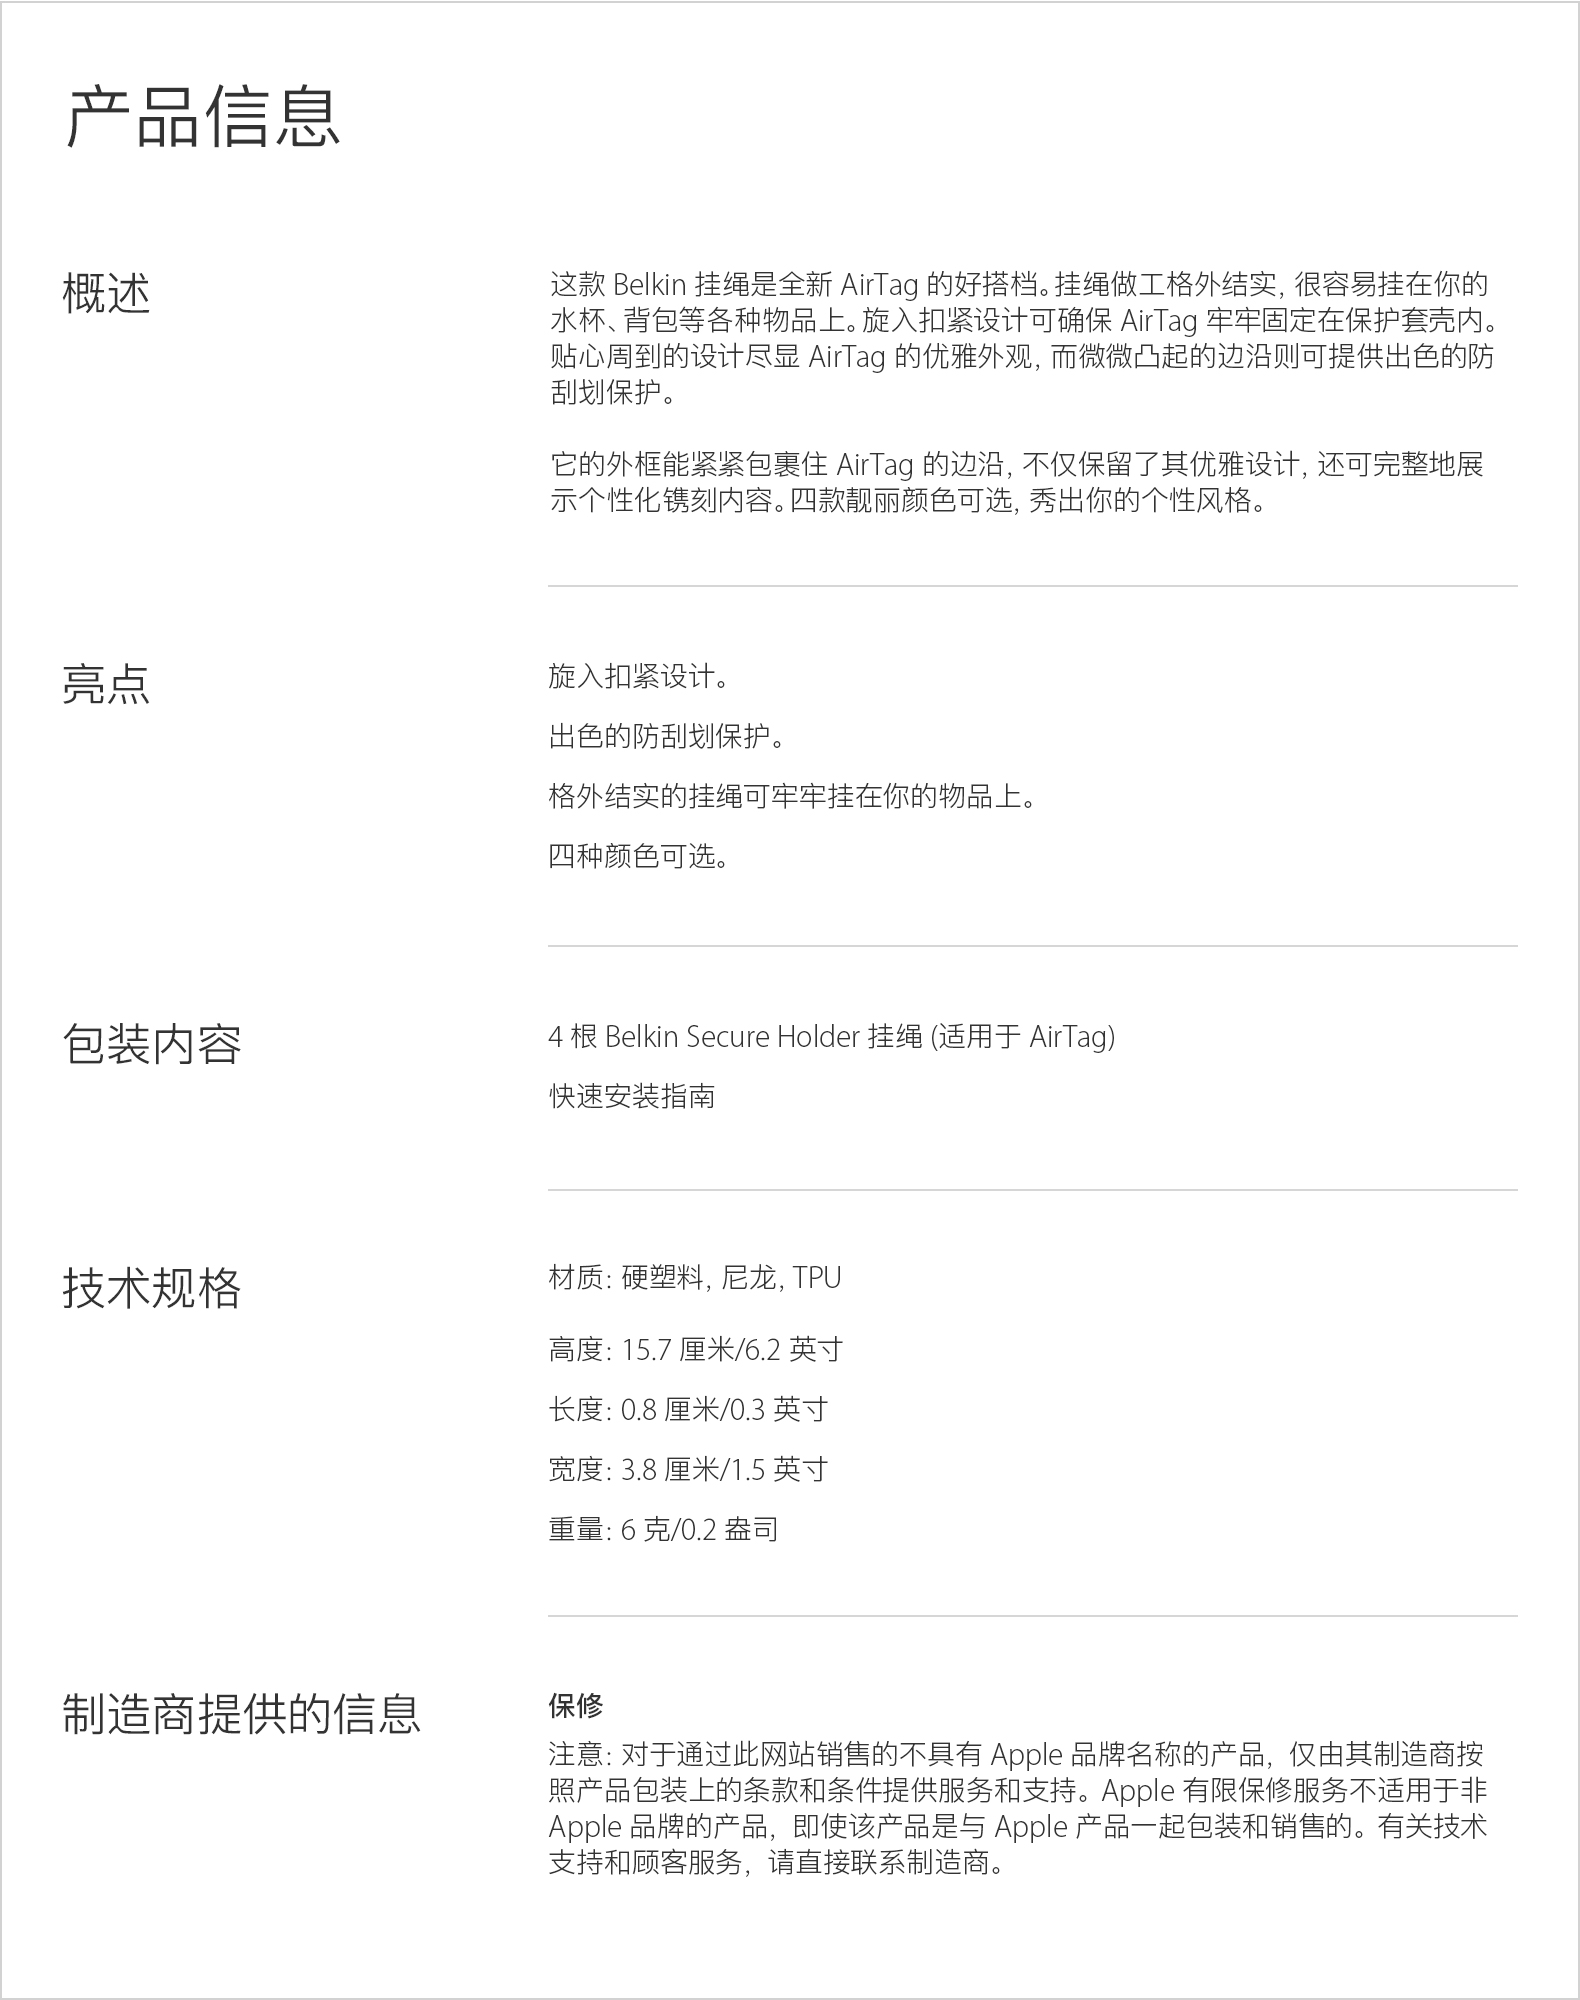 产品信息
概述
这款 Belkin 挂绳是全新 AirTag 的好搭档。挂绳做工格外结实, 很容易挂在你的
水杯、背包等各种物品上。旋入扣紧设计可确保 AirTag 牢牢固定在保护套壳内。
贴心周到的设计尽显 AirTag 的优雅外观, 而微微凸起的边沿则可提供出色的防
刮划保护。
它的外框能紧紧包裹住 AirTag 的边沿, 不仅保留了其优雅设计, 还可完整地展
示个性化镌刻内容。四款靓丽颜色可选, 秀出你的个性风格。
亮点
旋入扣紧设计。
出色的防刮划保护。
格外结实的挂绳可牢牢挂在你的物品上。
四种颜色可选。
包装内容
4 根 Belkin Secure Holder 挂绳 (适用于 AirTag)
快速安装指南
技术规格
材质: 硬塑料, 尼龙, TPU
高度: 15.7 厘米/6.2 英寸
长度: 0.8 厘米/0.3 英寸
宽度: 3.8 厘米/1.5 英寸
重量: 6 克/0.2 盎司
制造商提供的信息
保修
注意: 对于通过此网站销售的不具有 Apple 品牌名称的产品, 仅由其制造商按
照产品包装上的条款和条件提供服务和支持。Apple 有限保修服务不适用于非
Apple 品牌的产品, 即使该产品是与 Apple 产品一起包装和销售的。有关技术
支持和顾客服务, 请直接联系制造商。